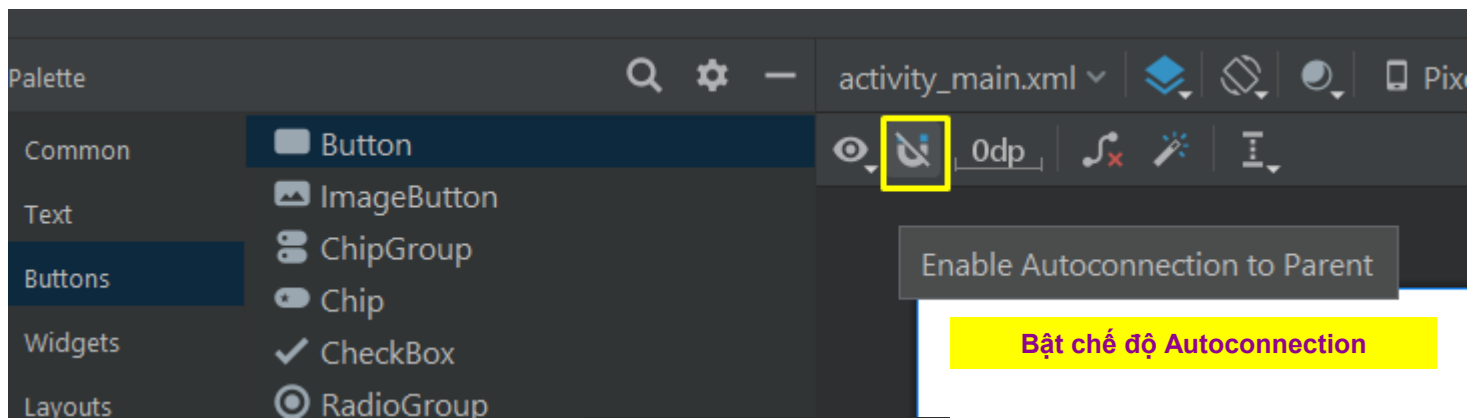 Palette
activity_main.xml
Pix
Common
Button
0dp
Text
ImageButton
ChipGroup
Enable Autoconnection to Parent
Buttons
Chip
Bật chế độ Autoconnection
Widgets
CheckBox
Layouts
RadioGroup